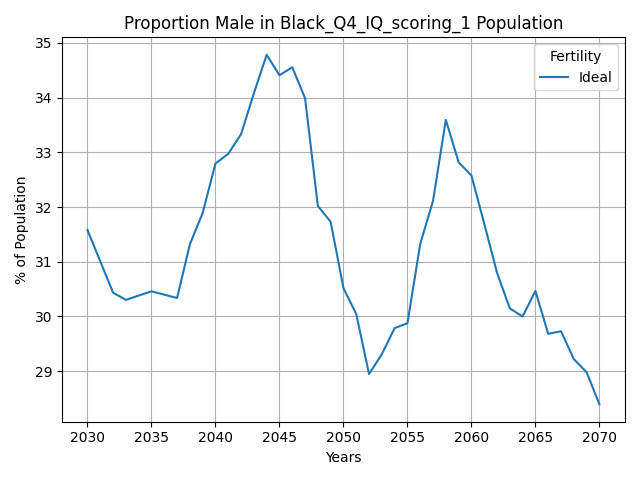 Proportion Male in Black_Q4_IQ_scoring_1 Population
Fertility
Ideal
% of Population
35
34
33
32
31
30
29
2030 2035 2040 2045 2050 2055 2060 2065 2070
Years